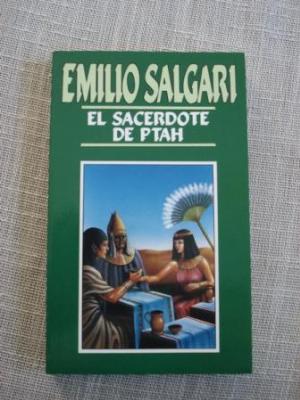 EMILIO SALGARI
EL SACERDOTE
DE PTAH